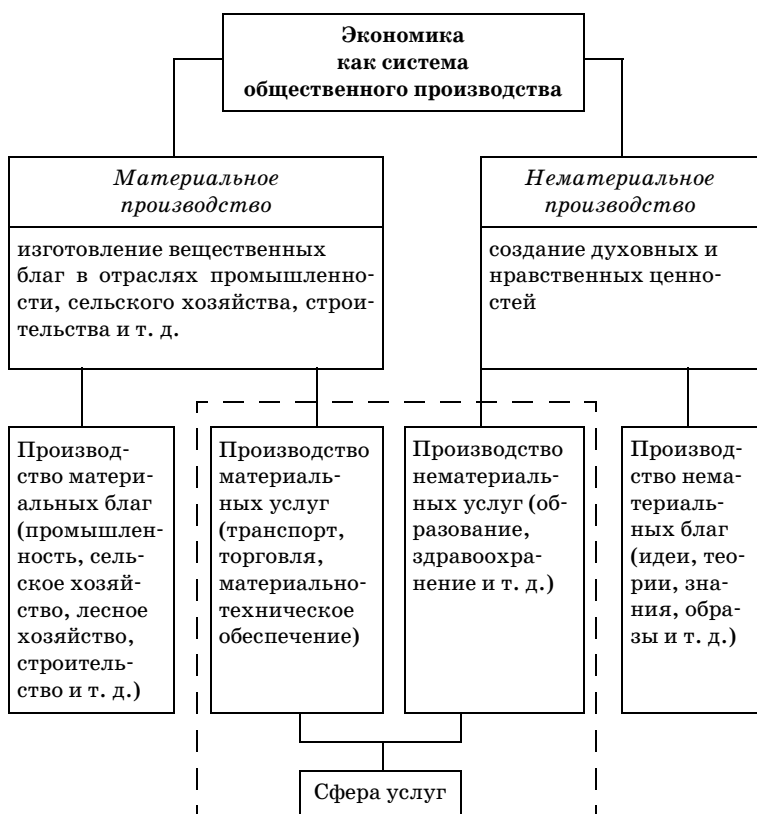 Экономика
как система
общественного производства
Материальное
производство
изготовление вещественных
благ в отраслях промышленно-
сти, сельского хозяйства, строи-
тельства и т. д.
Нематериальное
производство
создание духовных и
нравственных ценно-
стей
Производ-
ство матери-
альных благ
(промышлен-
ность, сель-
ское хозяй-
ство, лесное
хозяйство,
строитель-
ство и т. д.)
Производство
материаль-
ных услуг
(транспорт,
торговля,
материально-
техническое
обеспечение)
Производство
нематериаль-
ных услуг (об-
разование,
здравоохра-
нение и т. д.)
Производ-
ство нема-
териаль-
ных благ
(идеи, тео-
рии, зна-
ния, обра-
зы и т. д.)
Сфера услуг